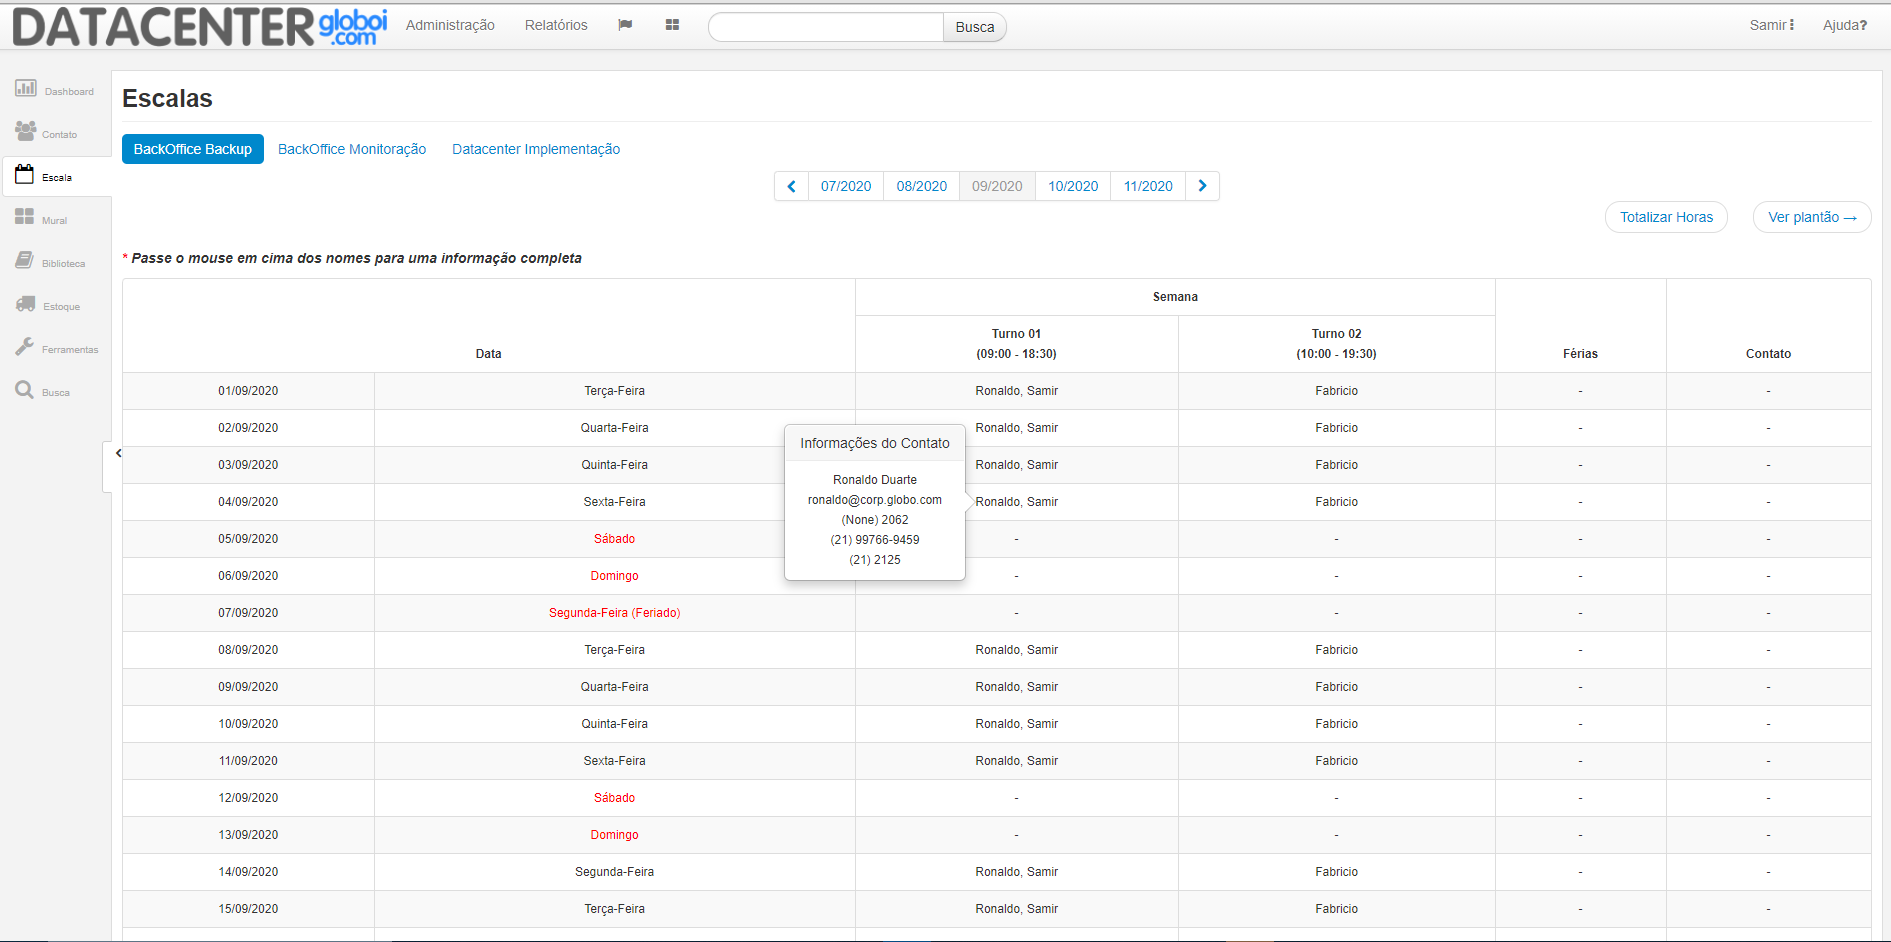 DATACENTER globoi .com Administração Relatórios Busca Samir Ajuda?
Dashboard
Contato
Escala
Mural
Biblioteca
Estoque
Ferramentas
Busca
Escalas
BackOffice Backup BackOffice Monitoração Datacenter Implementação
07/2020 08/2020 09/2020 10/2020 11/2020
Totalizar Horas Ver plantão →
* Passe o mouse em cima dos nomes para uma informação completa
Semana
Turno 01 Turno 02
Data (09:00 - 18:30) (10:00 - 19:30) Férias Contato
01/09/2020 Terça-Feira Ronaldo, Samir Fabricio - -
02/09/2020 Quarta-Feira Ronaldo, Samir Fabricio - -
03/09/2020 Quinta-Feira Ronaldo, Samir Fabricio - -
04/09/2020 Sexta-Feira Ronaldo, Samir Fabricio - -
05/09/2020 Sábado - - - -
06/09/2020 Domingo - - - -
07/09/2020 Segunda-Feira (Feriado) - - - -
08/09/2020 Terça-Feira Ronaldo, Samir Fabricio - -
09/09/2020 Quarta-Feira Ronaldo, Samir Fabricio - -
10/09/2020 Quinta-Feira Ronaldo, Samir Fabricio - -
11/09/2020 Sexta-Feira Ronaldo, Samir Fabricio - -
12/09/2020 Sábado - - - -
13/09/2020 Domingo - - - -
14/09/2020 Segunda-Feira Ronaldo, Samir Fabricio - -
15/09/2020 Terça-Feira Ronaldo, Samir Fabricio - -
Informações do Contato
Ronaldo Duarte
ronaldo@corp.globo.com
(None) 2062
(21) 99766-9459
(21) 2125